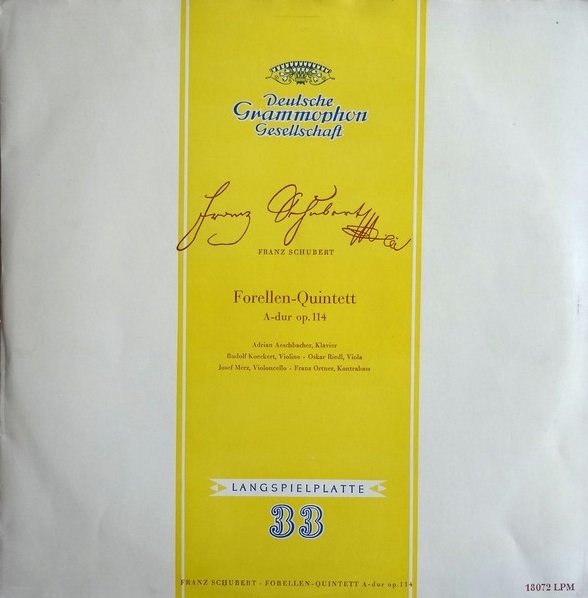 Deutsche
Grammophon
Gesellschaft
Franz Schubert
FRANZ SCHUBERT
Forellen-Quintett
A-dur op. 114
Adrian Aeschbacher, Klavier
Rudolf Koeckert, Violine - Oskar Riedl, Viola
Josef Merz, Violoncello - Franz Ortner, Kontrabass
LANGSPIELPLATTE
33
FRANZ SCHUBERT - FORELLEN-QUINTETT A-dur op. 114
18072 LPM